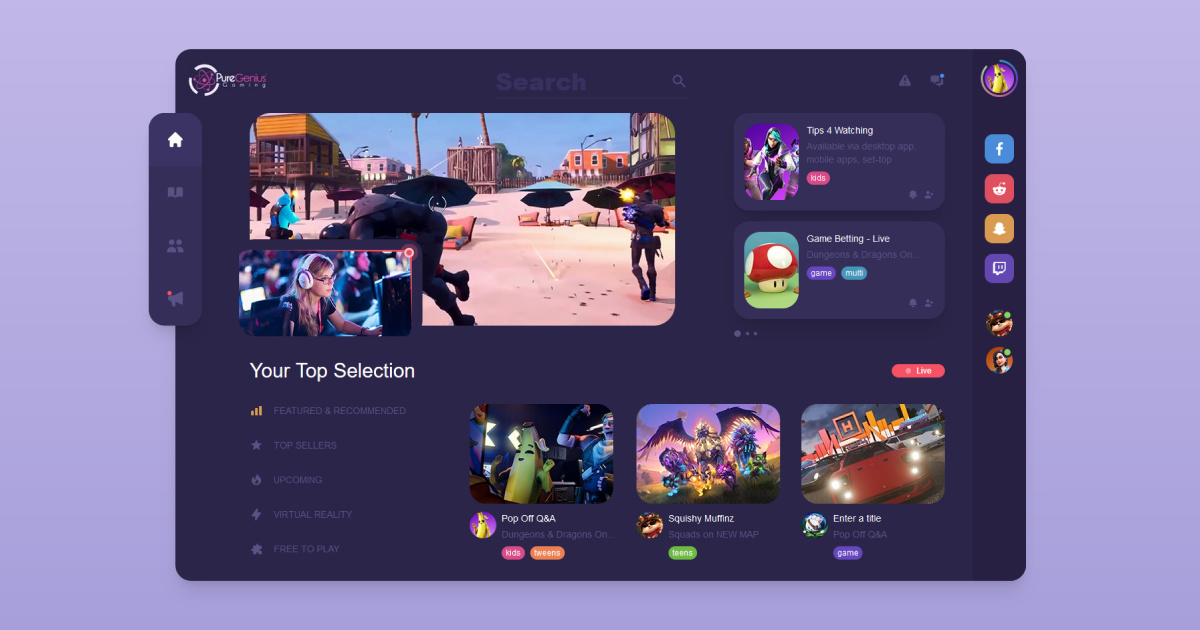 PureGenius
Gaming
Search
Tips 4 Watching
Available via desktop app,
mobile apps, set-top
kids
Game Betting - Live
Dungeons & Dragons On...
game
multi
Your Top Selection
Live
FEATURED & RECOMMENDED
TOP SELLERS
UPCOMING
VIRTUAL REALITY
FREE TO PLAY
Pop Off Q&A
Dungeons & Dragons On...
kids
tweens
Squishy Muffinz
Squads on NEW MAP
teens
Enter a title
Pop Off Q&A
game